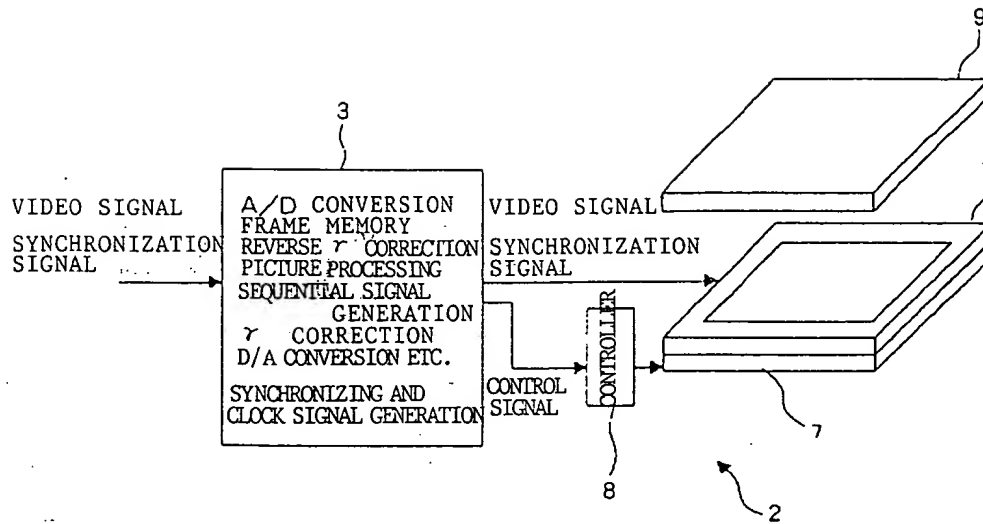 9
3
VIDEO SIGNAL
SYNCHRONIZATION
SIGNAL
A/D CONVERSION
FRAME MEMORY
REVERSE γ CORRECTION
PICTURE PROCESSING
SEQUENTIAL SIGNAL
GENERATION
γ CORRECTION
D/A CONVERSION ETC.
SYNCHRONIZING AND
CLOCK SIGNAL GENERATION
VIDEO SIGNAL
SYNCHRONIZATION
SIGNAL
CONTROL
SIGNAL
CONTROLLER
8
7
2